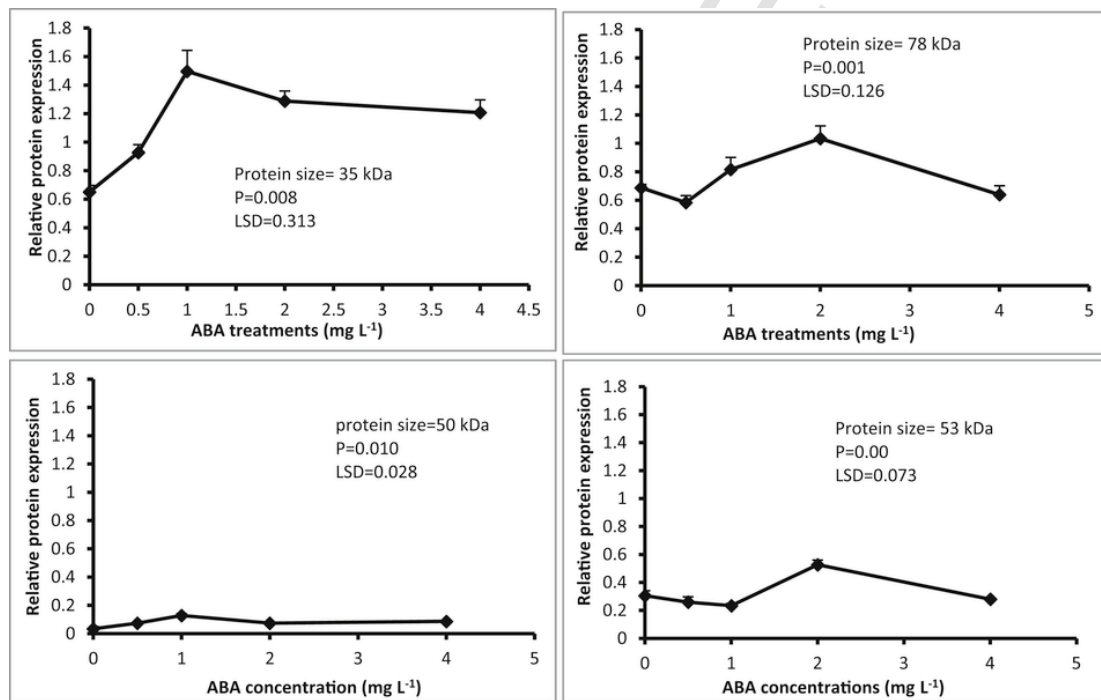 Relative protein expression
1.8
1.6
1.4
1.2
1
0.8
0.6
0.4
0.2
0
Protein size= 35 kDa
P=0.008
LSD=0.313
0 0.5 1 1.5 2 2.5 3 3.5 4 4.5
ABA treatments (mg L⁻¹)
Relative protein expression
1.8
1.6
1.4
1.2
1
0.8
0.6
0.4
0.2
0
Protein size= 78 kDa
P=0.001
LSD=0.126
0 1 2 3 4 5
ABA treatments (mg L⁻¹)
Relative protein expression
1.8
1.6
1.4
1.2
1
0.8
0.6
0.4
0.2
0
protein size=50 kDa
P=0.010
LSD=0.028
0 1 2 3 4 5
ABA concentration (mg L⁻¹)
Relative protein expression
1.8
1.6
1.4
1.2
1
0.8
0.6
0.4
0.2
0
Protein size= 53 kDa
P=0.00
LSD=0.073
0 1 2 3 4 5
ABA concentrations (mg L⁻¹)